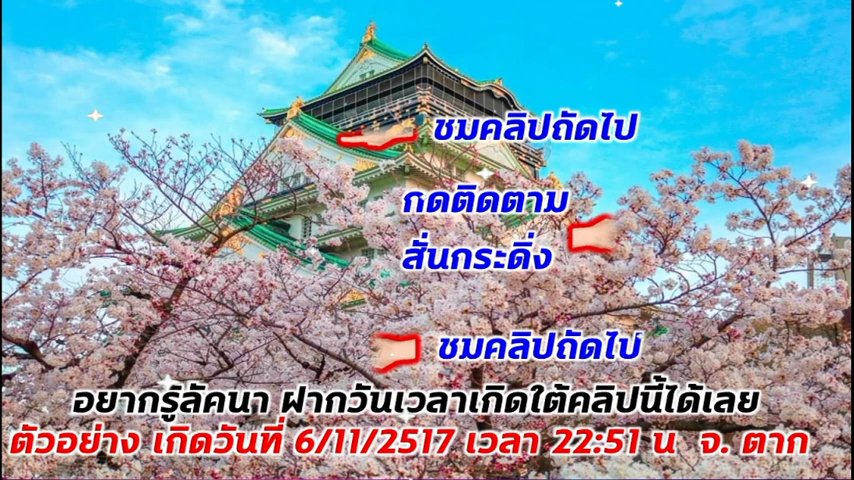 ชมคลิปถัดไป
กดติดตาม
สั่นกระดิ่ง
ชมคลิปถัดไป
อยากรู้ลัคนา ฝากวันเวลาเกิดใต้คลิปนี้ได้เลย
ตัวอย่าง เกิดวันที่ 6/11/2517 เวลา 22:51 น จ. ตาก